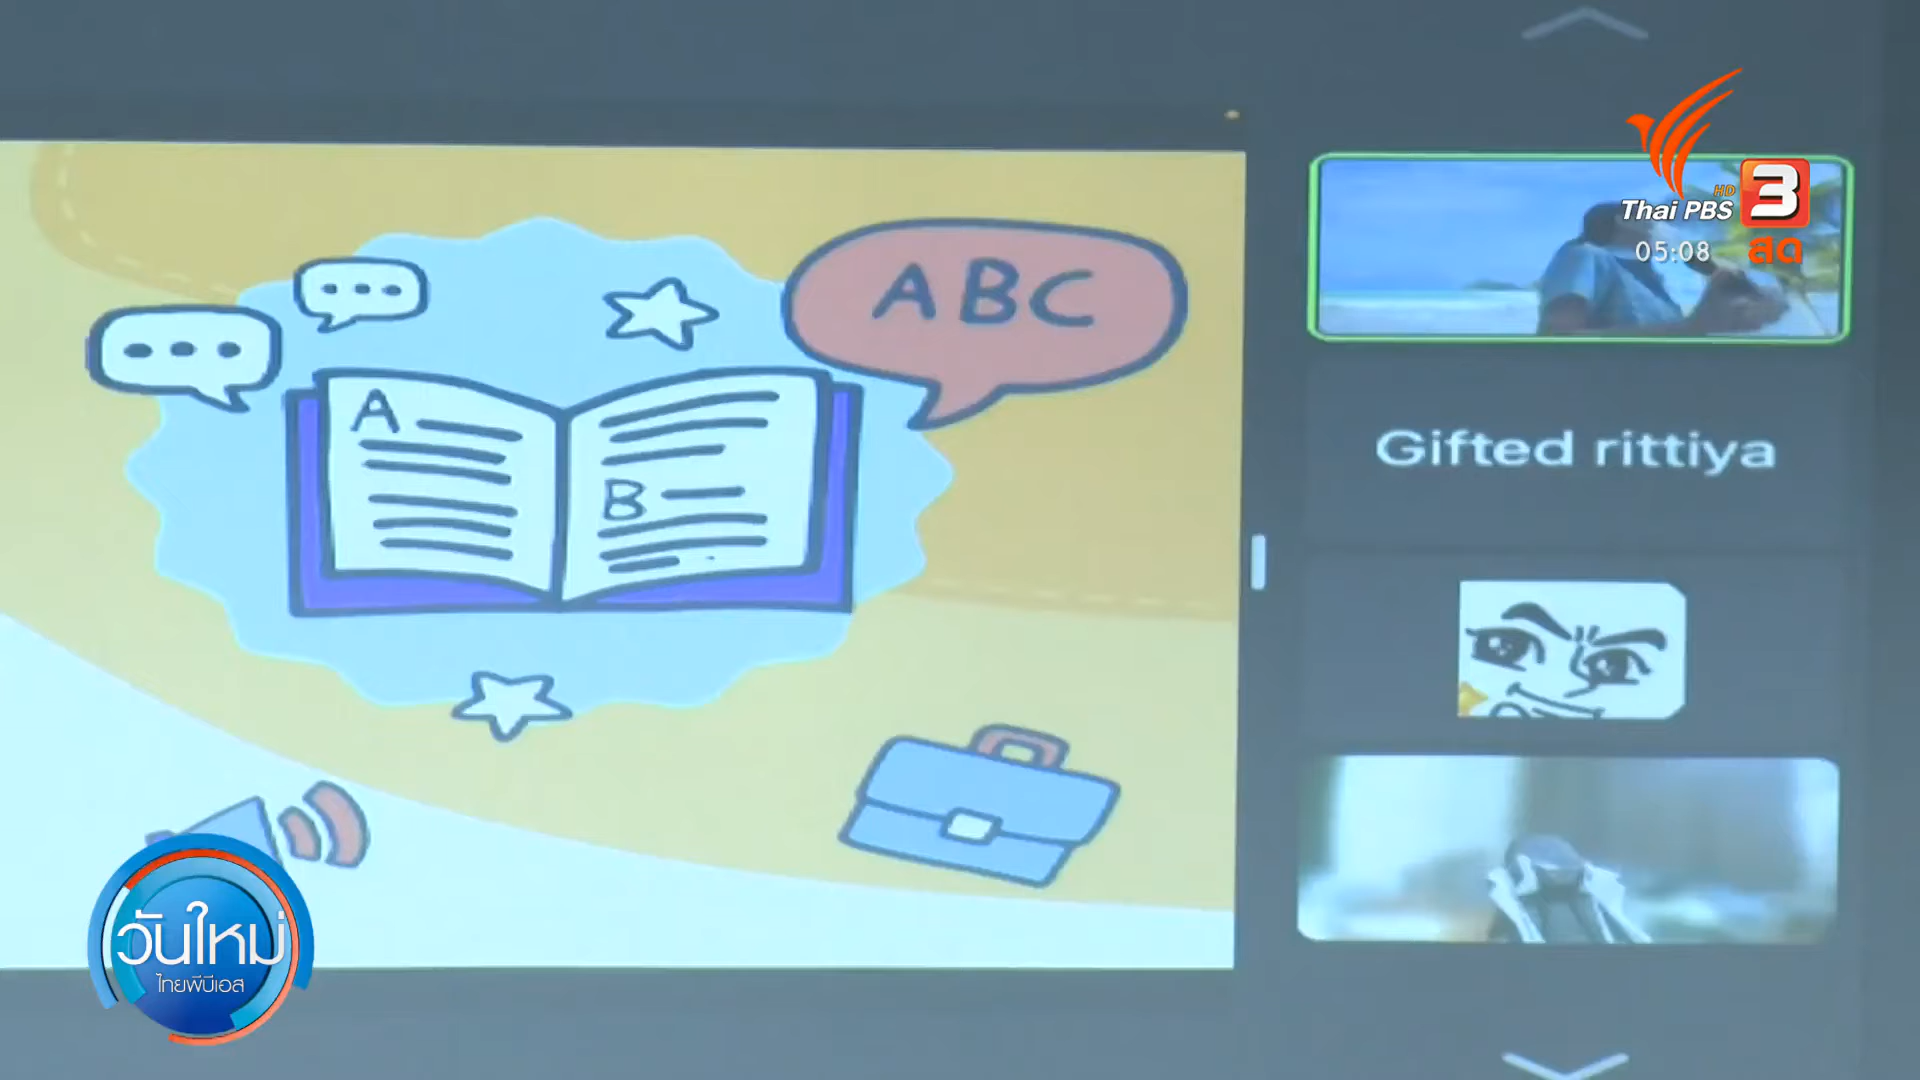 HD
Thai PBS
3
05:08
สด
ABC
A
B
Gifted rittiya
วันใหม่
ไทยพีบีเอส